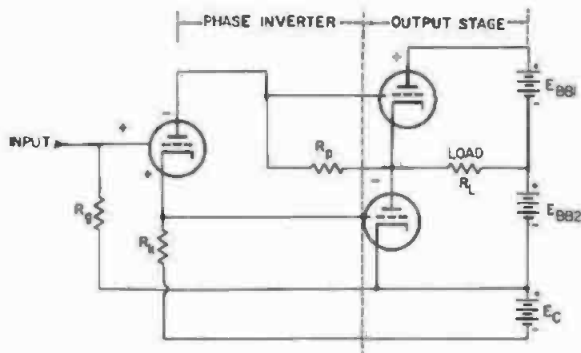 PHASE INVERTER
OUTPUT STAGE
+
-
+
+
EBB1
-
INPUT
+
Rp
LOAD
RL
-
+
EBB2
-
Rg
Rk
+
EC
-